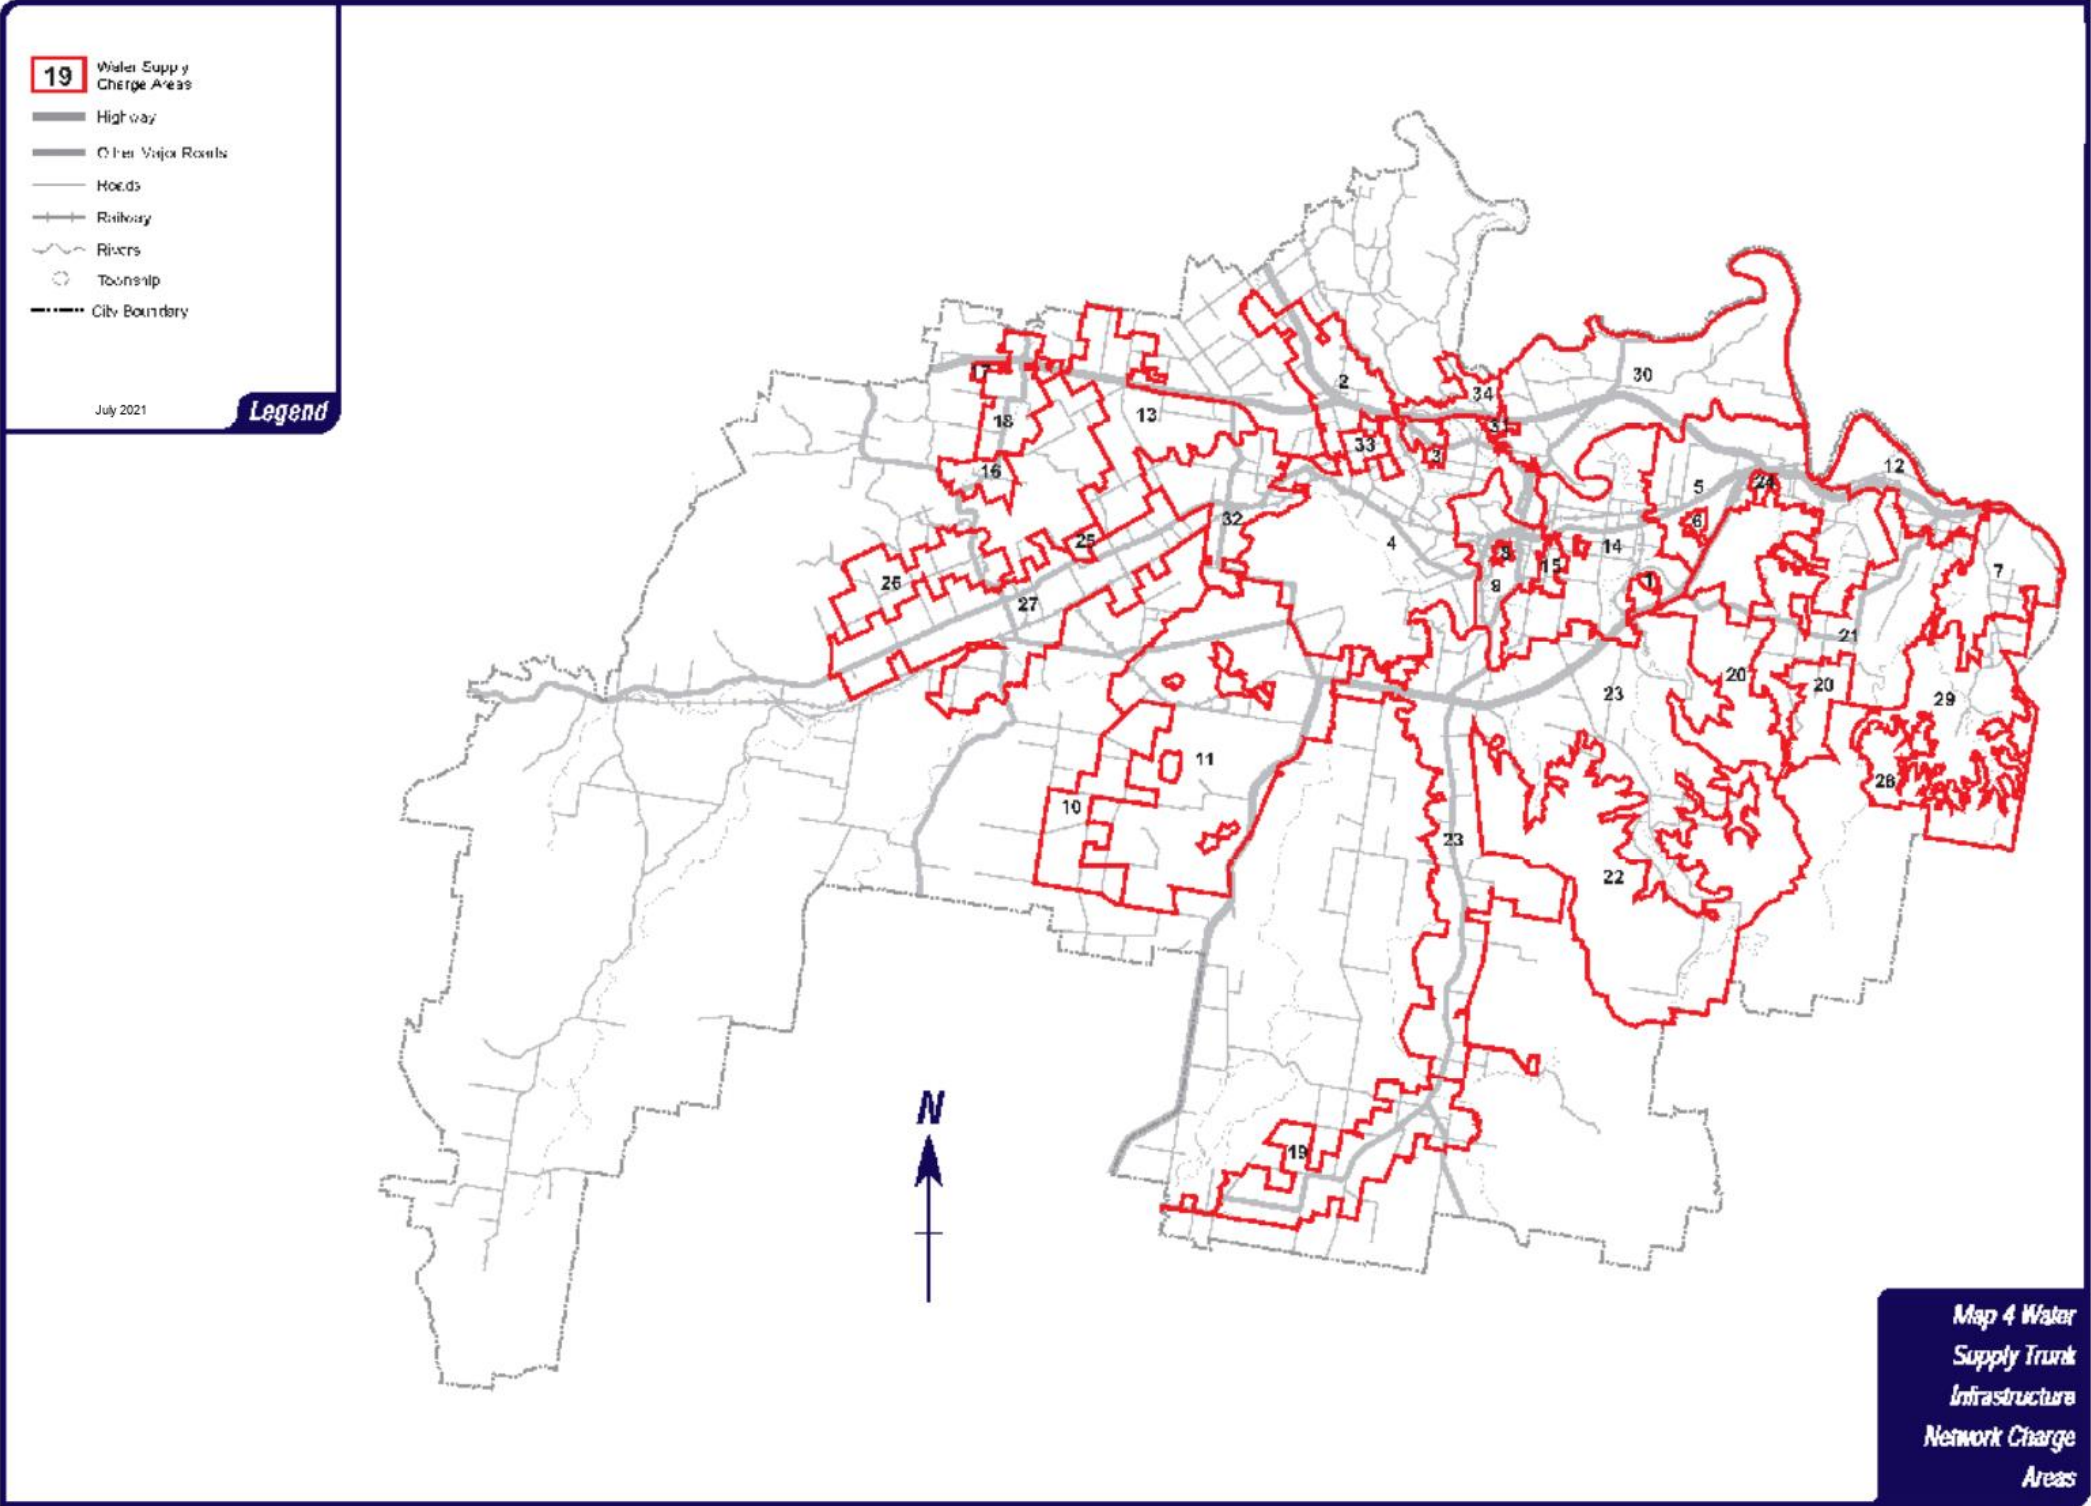 19
Water Supply
Charge Areas
Highway
Other Major Roads
Roads
Railway
Rivers
Township
City Boundary
July 2021
Legend
30
2
17
34
13
18
31
33
3
16
12
24
5
32
6
25
4
14
8
15
7
26
1
9
27
21
20
20
23
29
11
28
10
23
22
N
19
Map 4 Water
Supply Trunk
Infrastructure
Network Charge
Areas